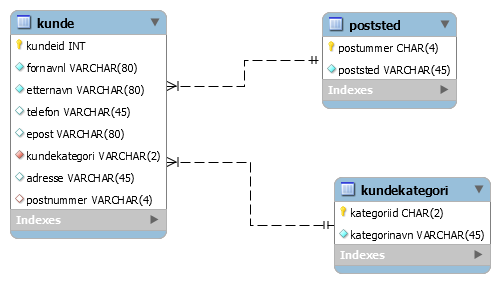 kunde
kundeid INT
fornavnl VARCHAR(80)
etternavn VARCHAR(80)
telefon VARCHAR(45)
epost VARCHAR(80)
kundekategori VARCHAR(2)
adresse VARCHAR(45)
postnummer VARCHAR(4)
Indexes
poststed
postummer CHAR(4)
poststed VARCHAR(45)
Indexes
kundekategori
kategoriid CHAR(2)
kategorinavn VARCHAR(45)
Indexes